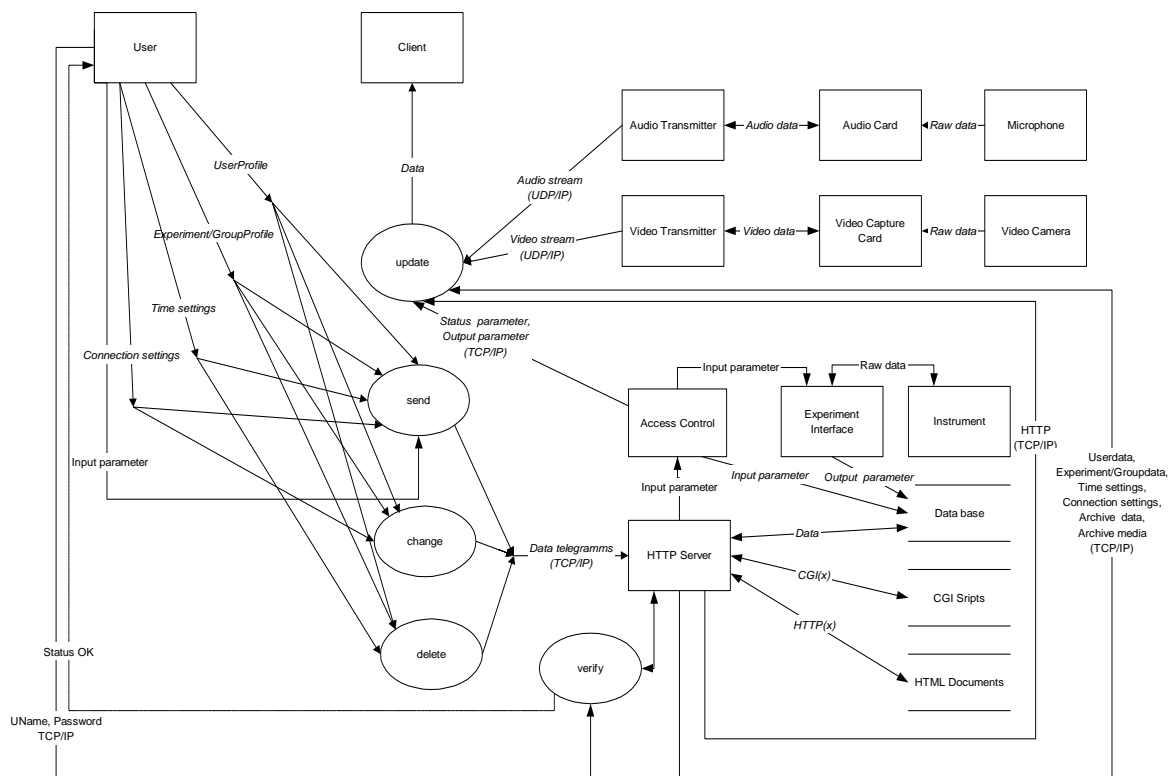 User
Client
Audio Transmitter
Audio data
Audio Card
Raw data
Microphone
UserProfile
Data
Audio stream
(UDP/IP)
Experiment/GroupProfile
update
Video stream
(UDP/IP)
Video Transmitter
Video data
Video Capture
Card
Raw data
Video Camera
Time settings
Status parameter,
Output parameter
(TCP/IP)
Connection settings
send
Input parameter
Raw data
Access Control
Experiment
Interface
Instrument
HTTP
(TCP/IP)
Userdata,
Experiment/Groupdata,
Time settings,
Connection settings,
Archive data,
Archive media
(TCP/IP)
Input parameter
Input parameter
Input parameter
Output parameter
Data base
change
Data telegramms
(TCP/IP)
HTTP Server
Data
CGI(x)
CGI Sripts
HTTP(x)
HTML Documents
delete
verify
Status OK
UName, Password
TCP/IP